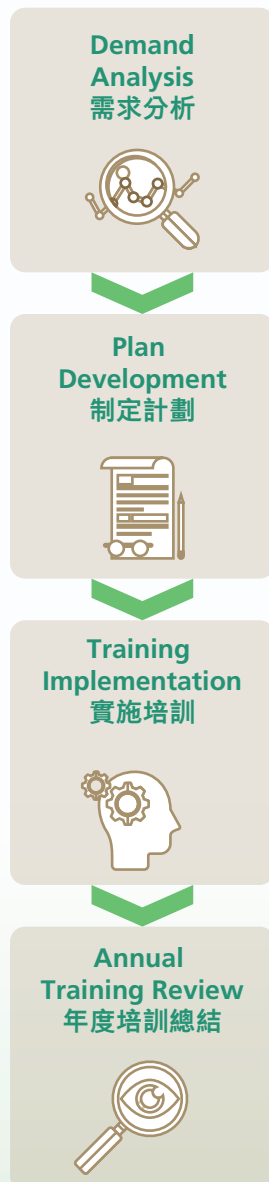 Demand
Analysis
需求分析
Plan
Development
制定計劃
Training
Implementation
實施培訓
Annual
Training Review
年度培訓總結